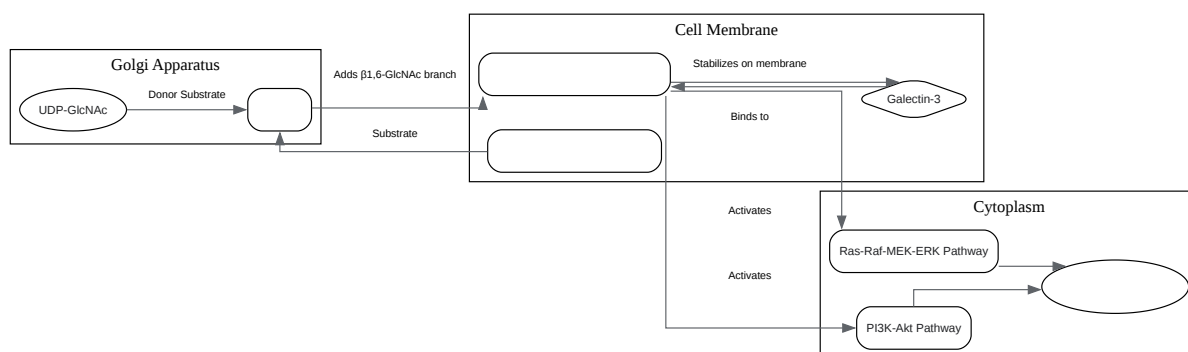 Cell Membrane
Golgi Apparatus
UDP-GlcNAc
Donor Substrate
Adds β1,6-GlcNAc branch
Substrate
Stabilizes on membrane
Galectin-3
Binds to
Activates
Activates
Cytoplasm
Ras-Raf-MEK-ERK Pathway
PI3K-Akt Pathway